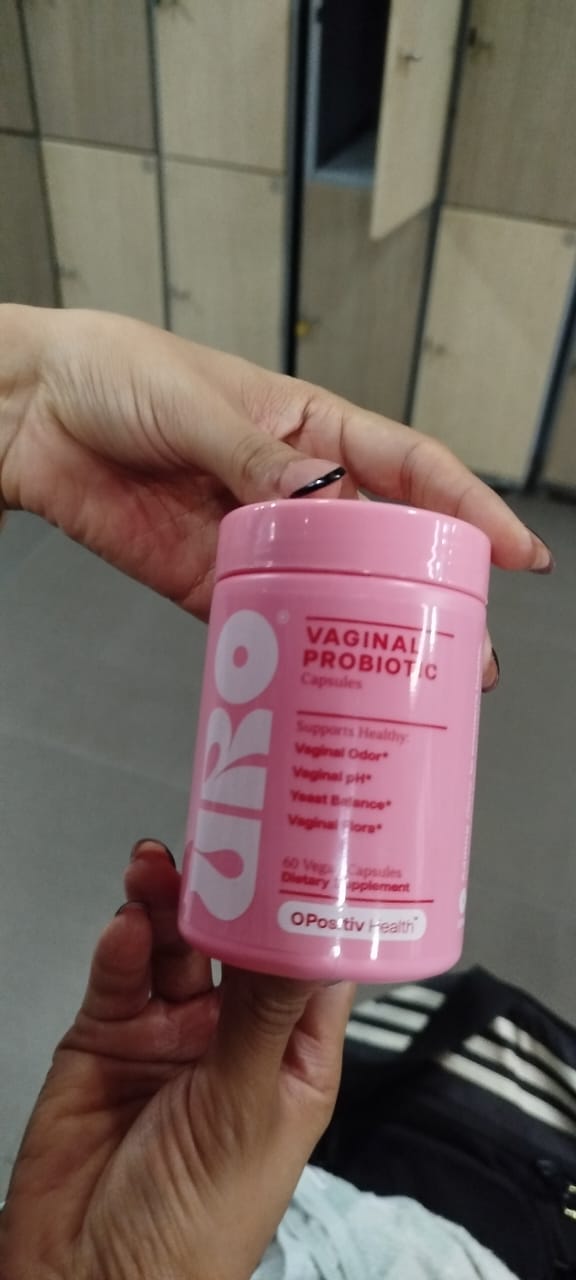 URO®
VAGINAL
PROBIOTIC
Capsules
Supports Healthy:
Vaginal Odor*
Vaginal pH*
Yeast Balance*
Vaginal Flora*
60 Vegan Capsules
Dietary Supplement
OPositiv Health™